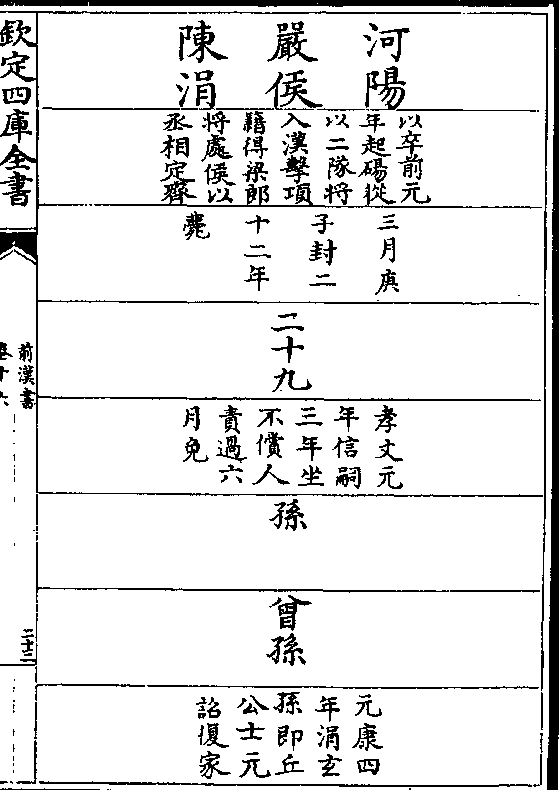 河陽
嚴侯
陳涓
以卒前元
年起碭從
以二隊將
入漢擊項
籍得梁郎
將處侯以
丞相定齊
三月庚
子封二
十二年
薨
二十九
孝文元
年信嗣
三年坐
不償人
責過六
月免
孫
曾孫
元康四
年涓玄
孫即丘
公士元
詔復家
欽定四庫全書
前漢書
卷十六
二十二